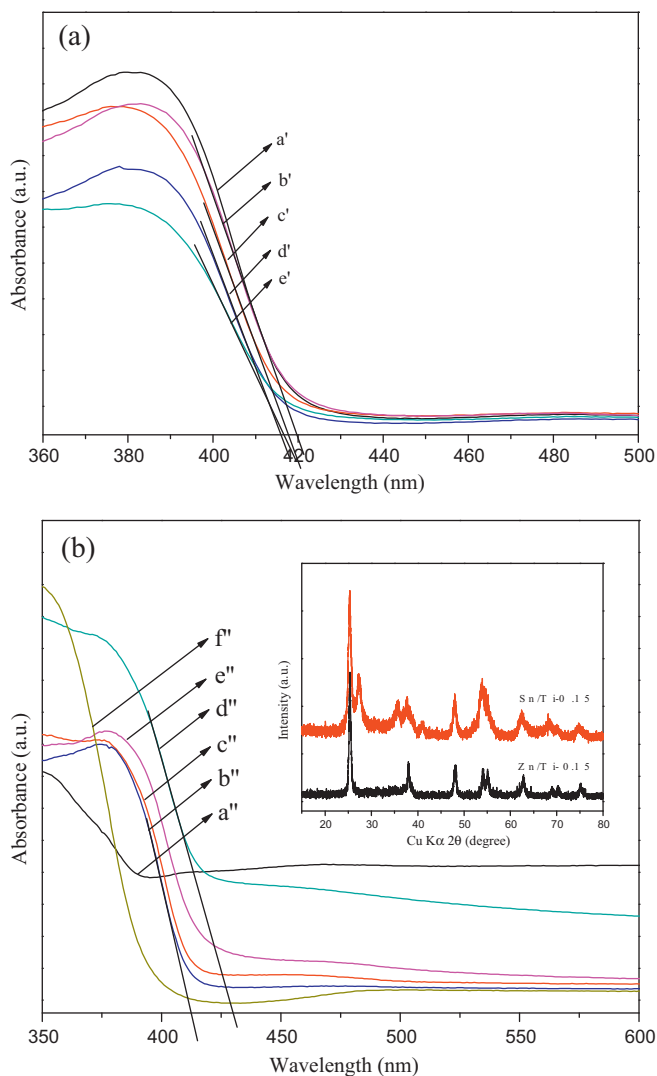 (a)
Absorbance (a.u.)
a'
b'
c'
d'
e'
360 380 400 420 440 460 480 500
Wavelength (nm)
(b)
Absorbance (a.u.)
f"
e"
d"
c"
b"
a"
Intensity (a.u.)
Sn/Ti-0.15
Zn/Ti-0.15
20 30 40 50 60 70 80
Cu Kα 2θ (degree)
350 400 450 500 550 600
Wavelength (nm)